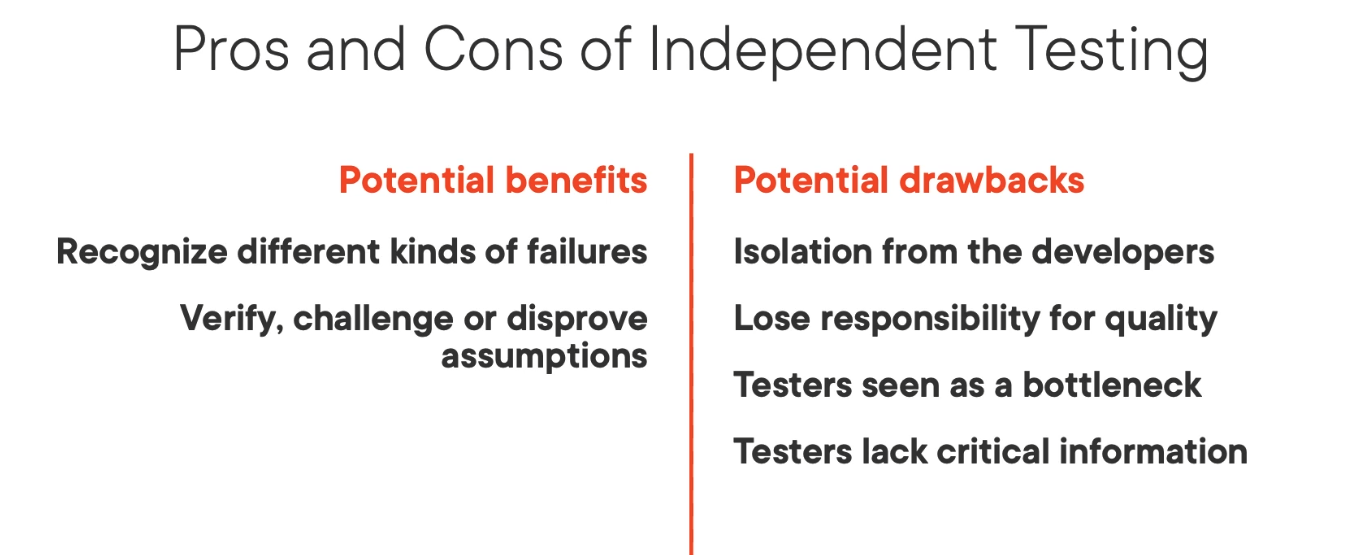 Pros and Cons of Independent Testing
Potential benefits
Recognize different kinds of failures
Verify, challenge or disprove
assumptions
Potential drawbacks
Isolation from the developers
Lose responsibility for quality
Testers seen as a bottleneck
Testers lack critical information